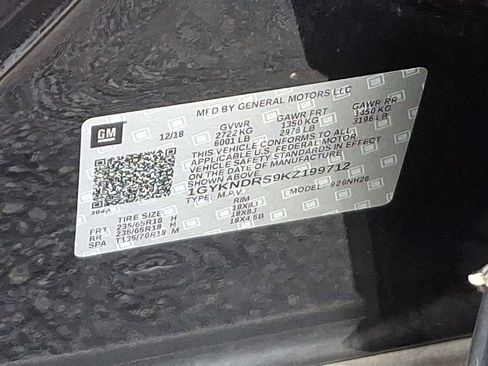 MFD BY GENERAL MOTORS LLC
GM
12/18
GVWR GAWR FRT GAWR RR
2722 KG 1350 KG 1450 KG
6001 LB 2976 LB 3196 LB
THIS VEHICLE CONFORMS TO ALL
APPLICABLE U.S. FEDERAL MOTOR
VEHICLE SAFETY STANDARDS IN EFFECT
ON THE DATE OF MANUFACTURE
SHOWN ABOVE
1GYKNDRS9KZ199712
TYPE: M.P.V. MODEL: 926NH26
TIRE SIZE RIM
FRT 235/65R18 H 18X8J
RR 235/65R18 H 18X8J
SPA T135/70R18 M 18X4.5B